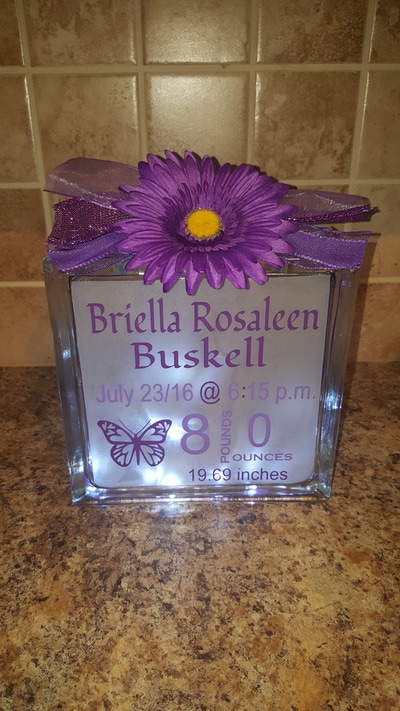 Briella Rosaleen
Buskell
July 23/16 @ 6:15 p.m.
8 POUNDS 0 OUNCES
19.69 inches